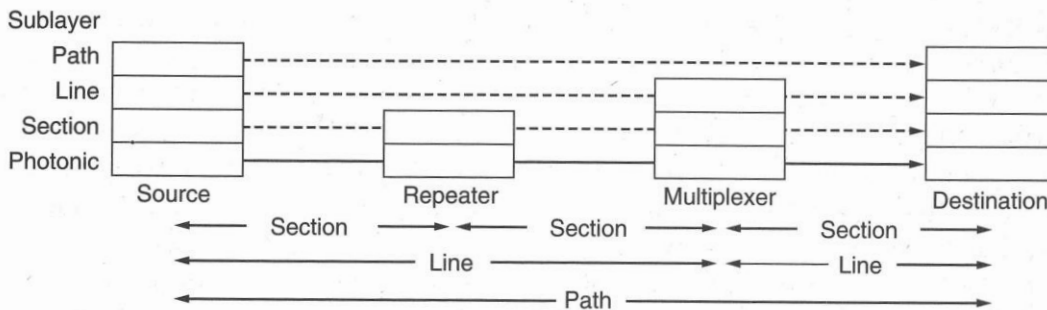 Sublayer
Path
Line
Section
Photonic
Source Repeater Multiplexer Destination
Section Section Section
Line Line
Path